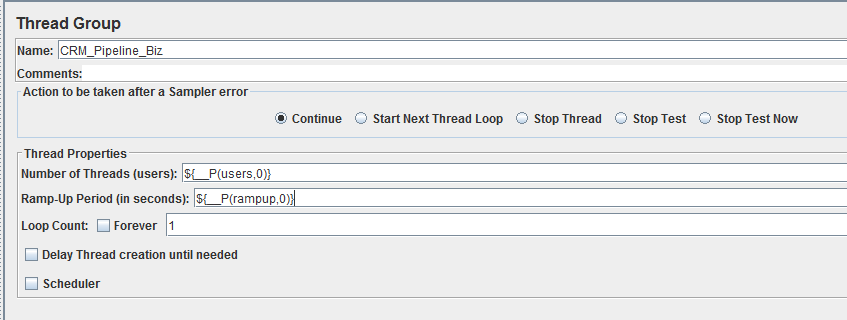 Thread Group
Name: CRM_Pipeline_Biz
Comments:
Action to be taken after a Sampler error
Continue Start Next Thread Loop Stop Thread Stop Test Stop Test Now
Thread Properties
Number of Threads (users): ${__P(users,0)}
Ramp-Up Period (in seconds): ${__P(rampup,0)}
Loop Count: Forever 1
Delay Thread creation until needed
Scheduler